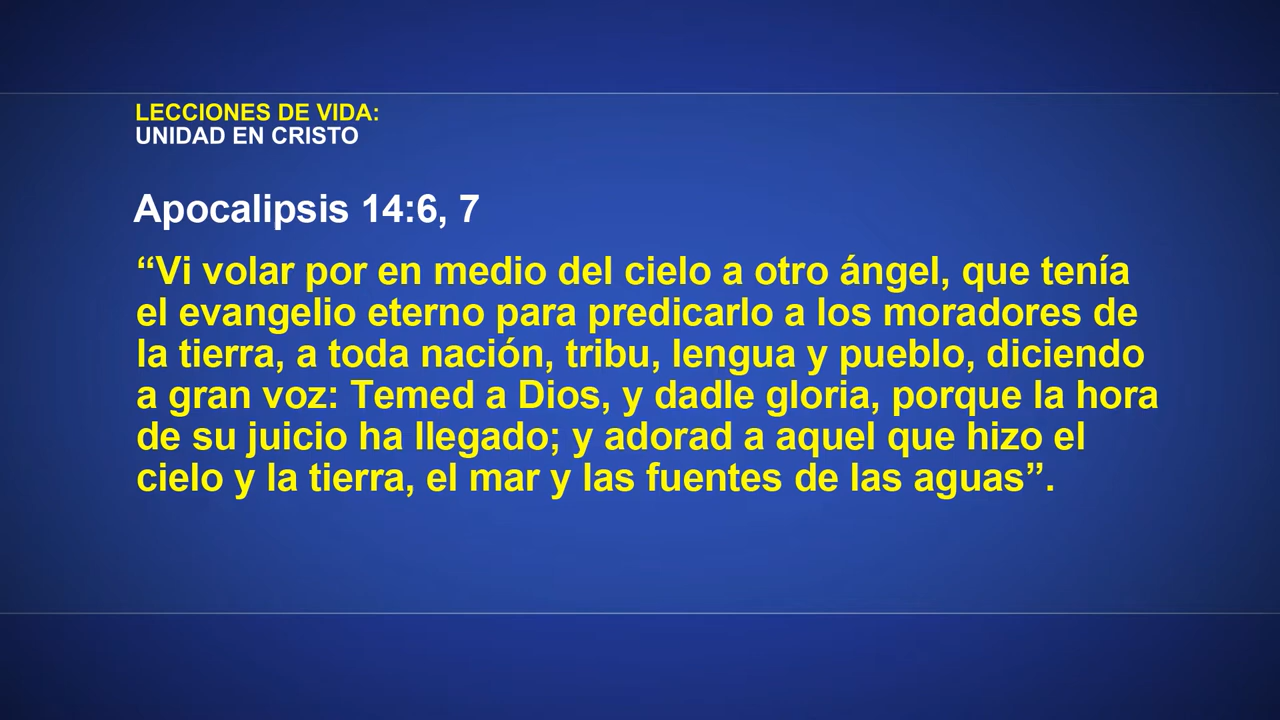 LECCIONES DE VIDA:
UNIDAD EN CRISTO
Apocalipsis 14:6, 7
“Vi volar por en medio del cielo a otro ángel, que tenía
el evangelio eterno para predicarlo a los moradores de
la tierra, a toda nación, tribu, lengua y pueblo, diciendo
a gran voz: Temed a Dios, y dadle gloria, porque la hora
de su juicio ha llegado; y adorad a aquel que hizo el
cielo y la tierra, el mar y las fuentes de las aguas”.